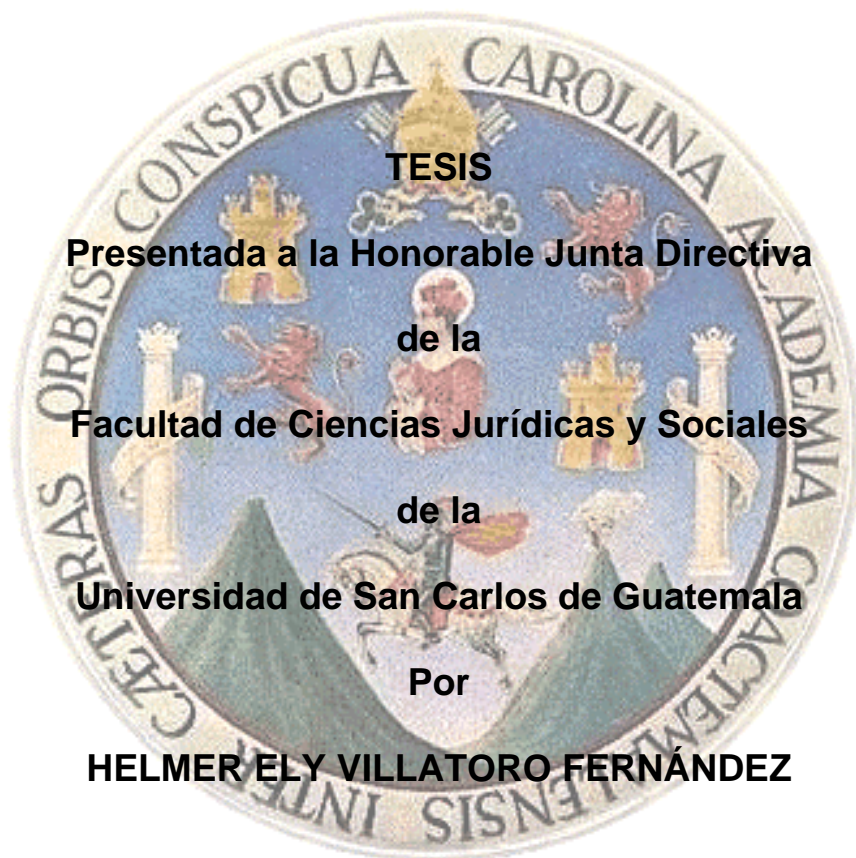 TESIS
Presentada a la Honorable Junta Directiva
de la
Facultad de Ciencias Jurídicas y Sociales
de la
Universidad de San Carlos de Guatemala
Por
HELMER ELY VILLATORO FERNÁNDEZ
CÆTERAS ORBIS CONSPICUA CAROLINA ACADEMIA COACTEMALENSIS INTER